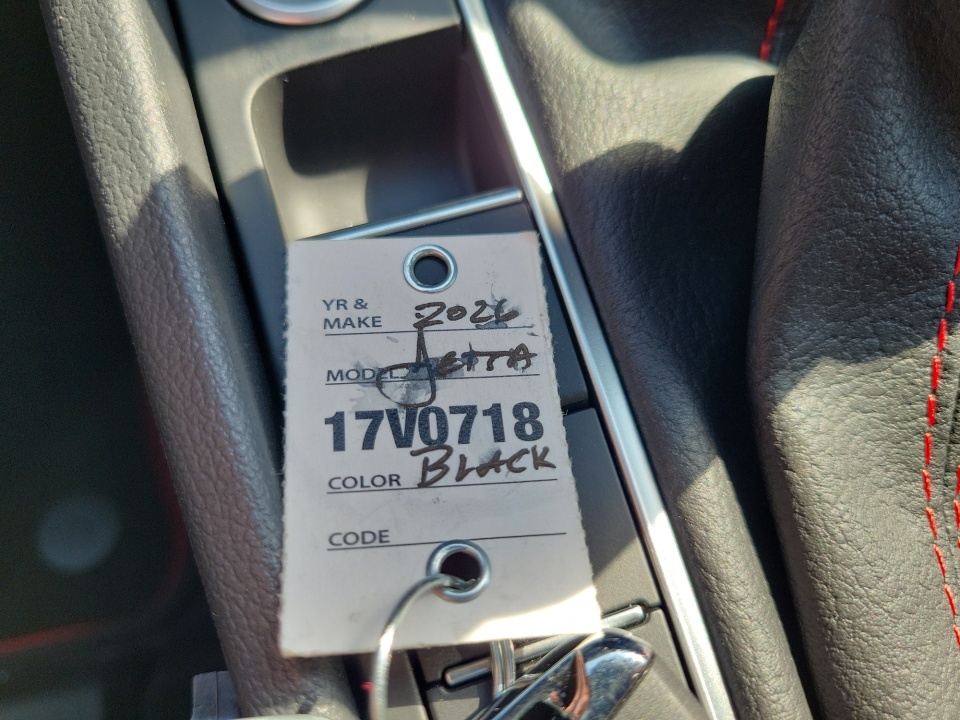 YR &
MAKE 2026
MODEL JETTA
17V0718
COLOR BLACK
CODE